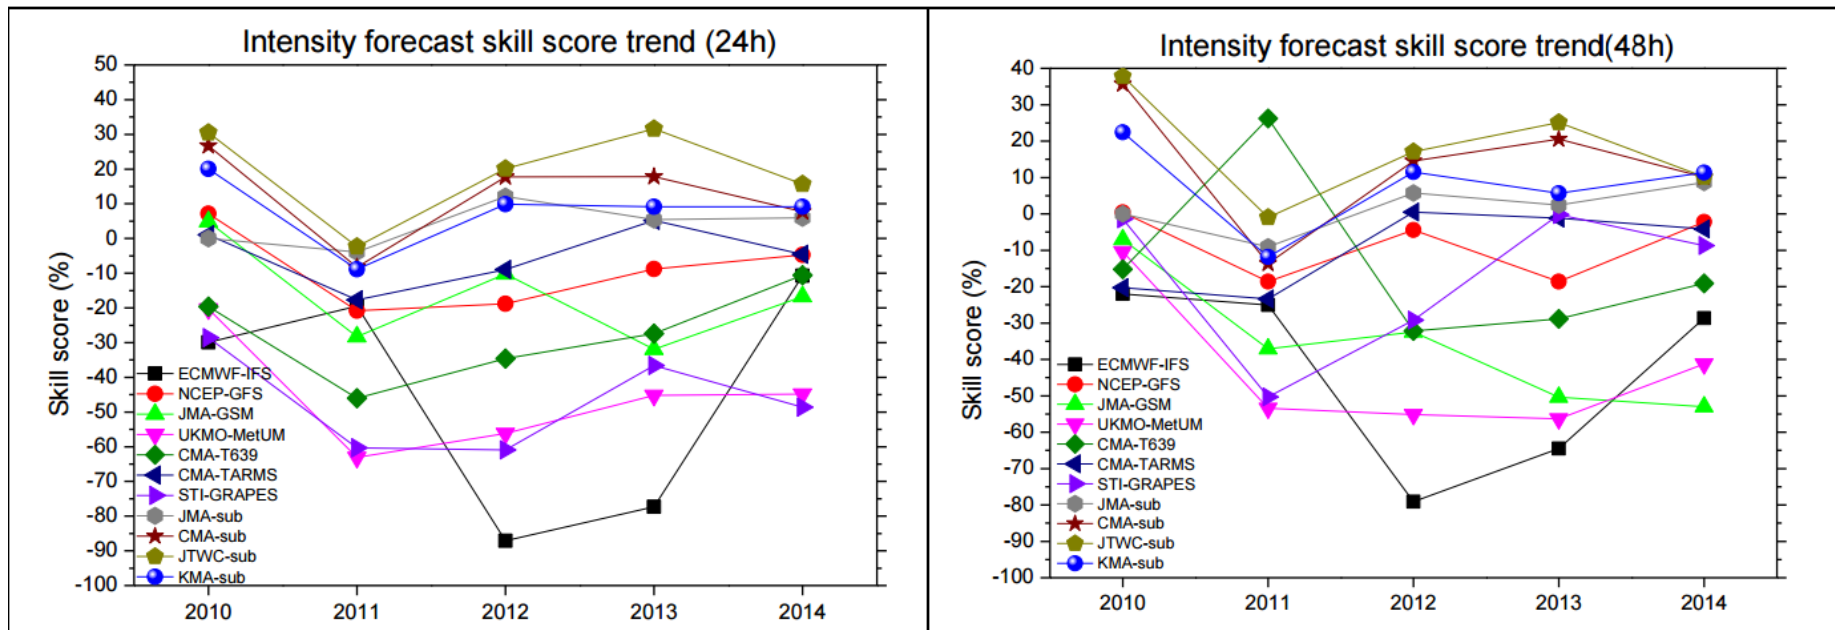 Intensity forecast skill score trend (24h)
Skill score (%)
50
40
30
20
10
0
-10
-20
-30
-40
-50
-60
-70
-80
-90
-100
ECMWF-IFS
NCEP-GFS
JMA-GSM
UKMO-MetUM
CMA-T639
CMA-TARMS
STI-GRAPES
JMA-sub
CMA-sub
JTWC-sub
KMA-sub
2010 2011 2012 2013 2014
Intensity forecast skill score trend(48h)
Skill score (%)
40
30
20
10
0
-10
-20
-30
-40
-50
-60
-70
-80
-90
-100
ECMWF-IFS
NCEP-GFS
JMA-GSM
UKMO-MetUM
CMA-T639
CMA-TARMS
STI-GRAPES
JMA-sub
CMA-sub
JTWC-sub
KMA-sub
2010 2011 2012 2013 2014